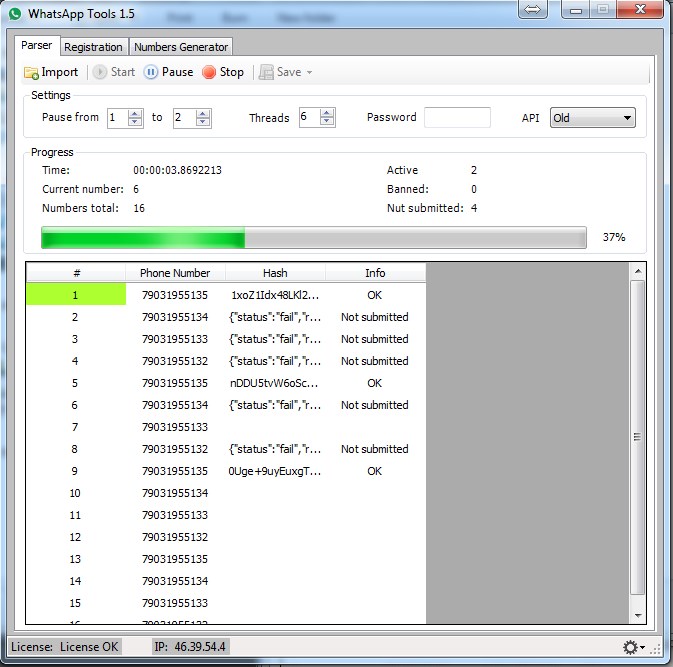 WhatsApp Tools 1.5
Parser Registration Numbers Generator
Import Start Pause Stop Save
Settings
Pause from 1 to 2 Threads 6 Password API Old
Progress
Time: 00:00:03.8692213 Active 2
Current number: 6 Banned: 0
Numbers total: 16 Nut submitted: 4
37%
# Phone Number Hash Info
1 79031955135 1xoZ1Idx48LKl2... OK
2 79031955134 {"status":"fail","r... Not submitted
3 79031955133 {"status":"fail","r... Not submitted
4 79031955132 {"status":"fail","r... Not submitted
5 79031955135 nDDU5tvW6oSc... OK
6 79031955134 {"status":"fail","r... Not submitted
7 79031955133
8 79031955132 {"status":"fail","r... Not submitted
9 79031955135 0Uge+9uyEuxgT... OK
10 79031955134
11 79031955133
12 79031955132
13 79031955135
14 79031955134
15 79031955133
16 79031955132
License: License OK IP: 46.39.54.4